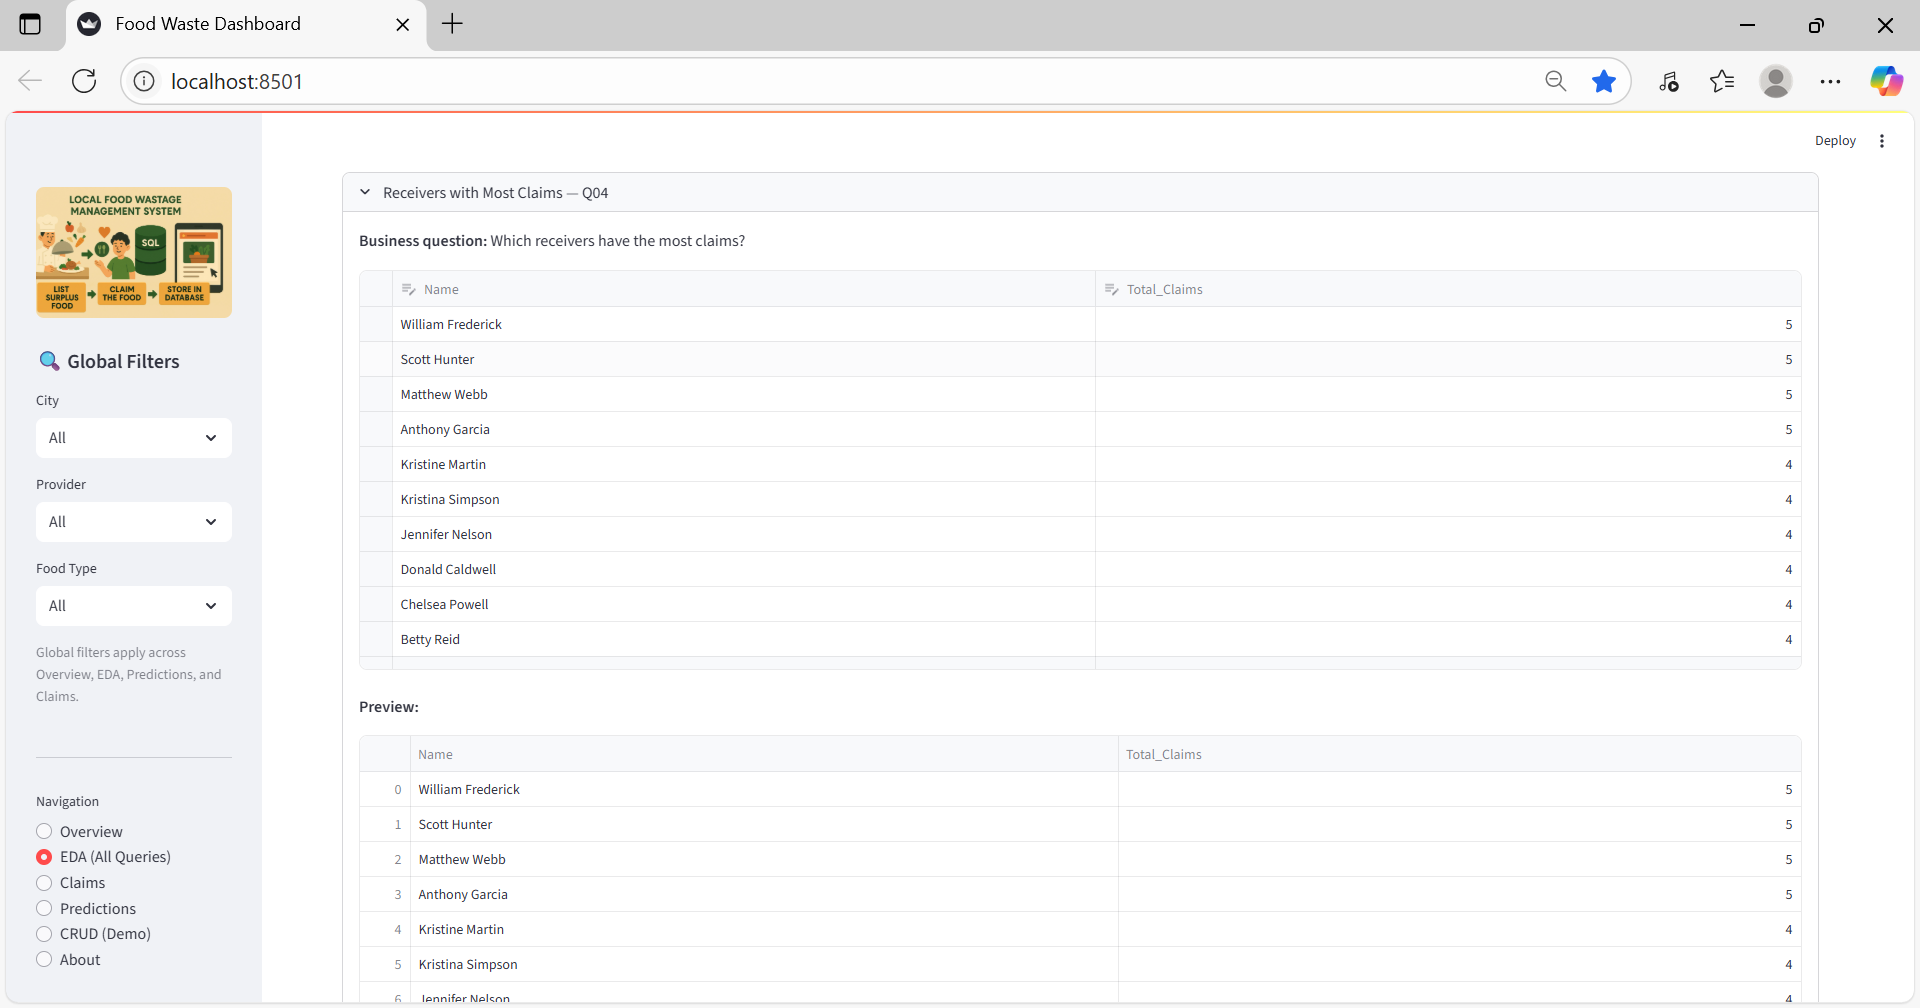 Food Waste Dashboard
localhost:8501
Deploy
LOCAL FOOD WASTAGE
MANAGEMENT SYSTEM
SQL
LIST
SURPLUS
FOOD
CLAIM
THE FOOD
STORE IN
DATABASE
Global Filters
City
All
Provider
All
Food Type
All
Global filters apply across
Overview, EDA, Predictions, and
Claims.
Navigation
Overview
EDA (All Queries)
Claims
Predictions
CRUD (Demo)
About
Receivers with Most Claims — Q04
Business question: Which receivers have the most claims?
Name Total_Claims
William Frederick 5
Scott Hunter 5
Matthew Webb 5
Anthony Garcia 5
Kristine Martin 4
Kristina Simpson 4
Jennifer Nelson 4
Donald Caldwell 4
Chelsea Powell 4
Betty Reid 4
Preview:
Name Total_Claims
0 William Frederick 5
1 Scott Hunter 5
2 Matthew Webb 5
3 Anthony Garcia 5
4 Kristine Martin 4
5 Kristina Simpson 4
6 Jennifer Nelson 4